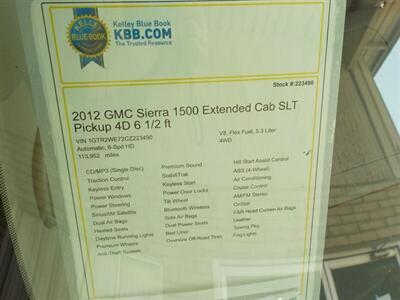 KELLEY
BLUE BOOK
Kelley Blue Book
KBB.COM
The Trusted Resource
Stock #:223490
2012 GMC Sierra 1500 Extended Cab SLT
Pickup 4D 6 1/2 ft
VIN 1GTR2WE72CZ223490
Automatic, 6-Spd HD
113,952 miles
V8, Flex Fuel, 5.3 Liter
4WD
CD/MP3 (Single Disc)
Traction Control
Keyless Entry
Power Windows
Power Steering
SiriusXM Satellite
Dual Air Bags
Heated Seats
Daytime Running Lights
Premium Wheels
Anti-Theft System
Premium Sound
StabiliTrak
Keyless Start
Power Door Locks
Tilt Wheel
Bluetooth Wireless
Side Air Bags
Dual Power Seats
Bed Liner
Oversize Off-Road Tires
Hill Start Assist Control
ABS (4-Wheel)
Air Conditioning
Cruise Control
AM/FM Stereo
OnStar
F&R Head Curtain Air Bags
Leather
Towing Pkg
Fog Lights